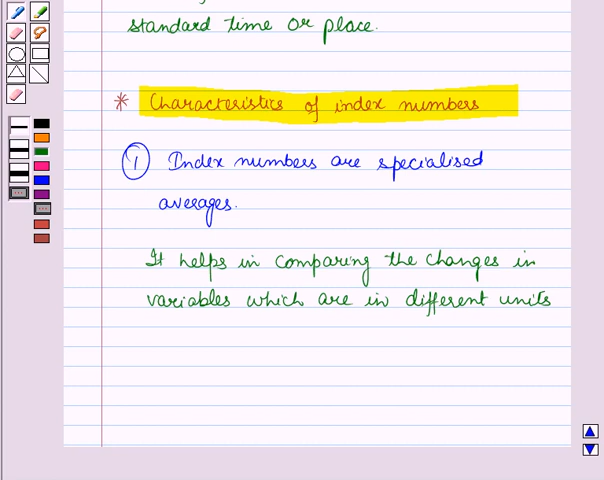 standard time or place.
* Characteristics of index numbers
1 Index numbers are specialised
averages.
It helps in comparing the changes in
variables which are in different units